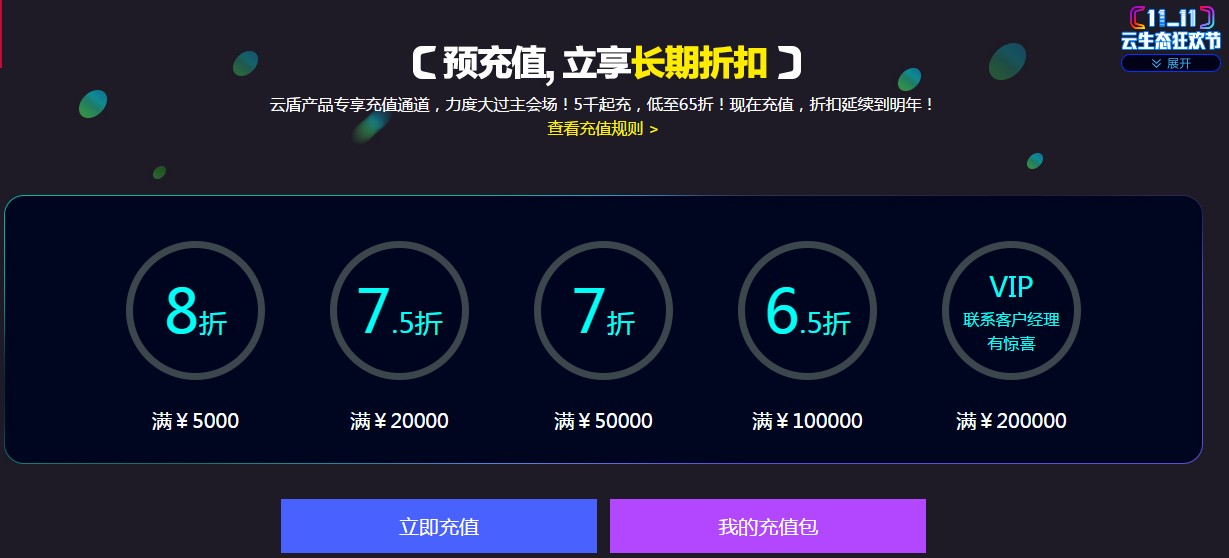 11_11
云生态狂欢节
展开
【预充值, 立享长期折扣】
云盾产品专享充值通道，力度大过主会场！5千起充，低至65折！现在充值，折扣延续到明年！
查看充值规则 >
8折
7.5折
7折
6.5折
VIP
联系客户经理
有惊喜
满￥5000
满￥20000
满￥50000
满￥100000
满￥200000
立即充值
我的充值包